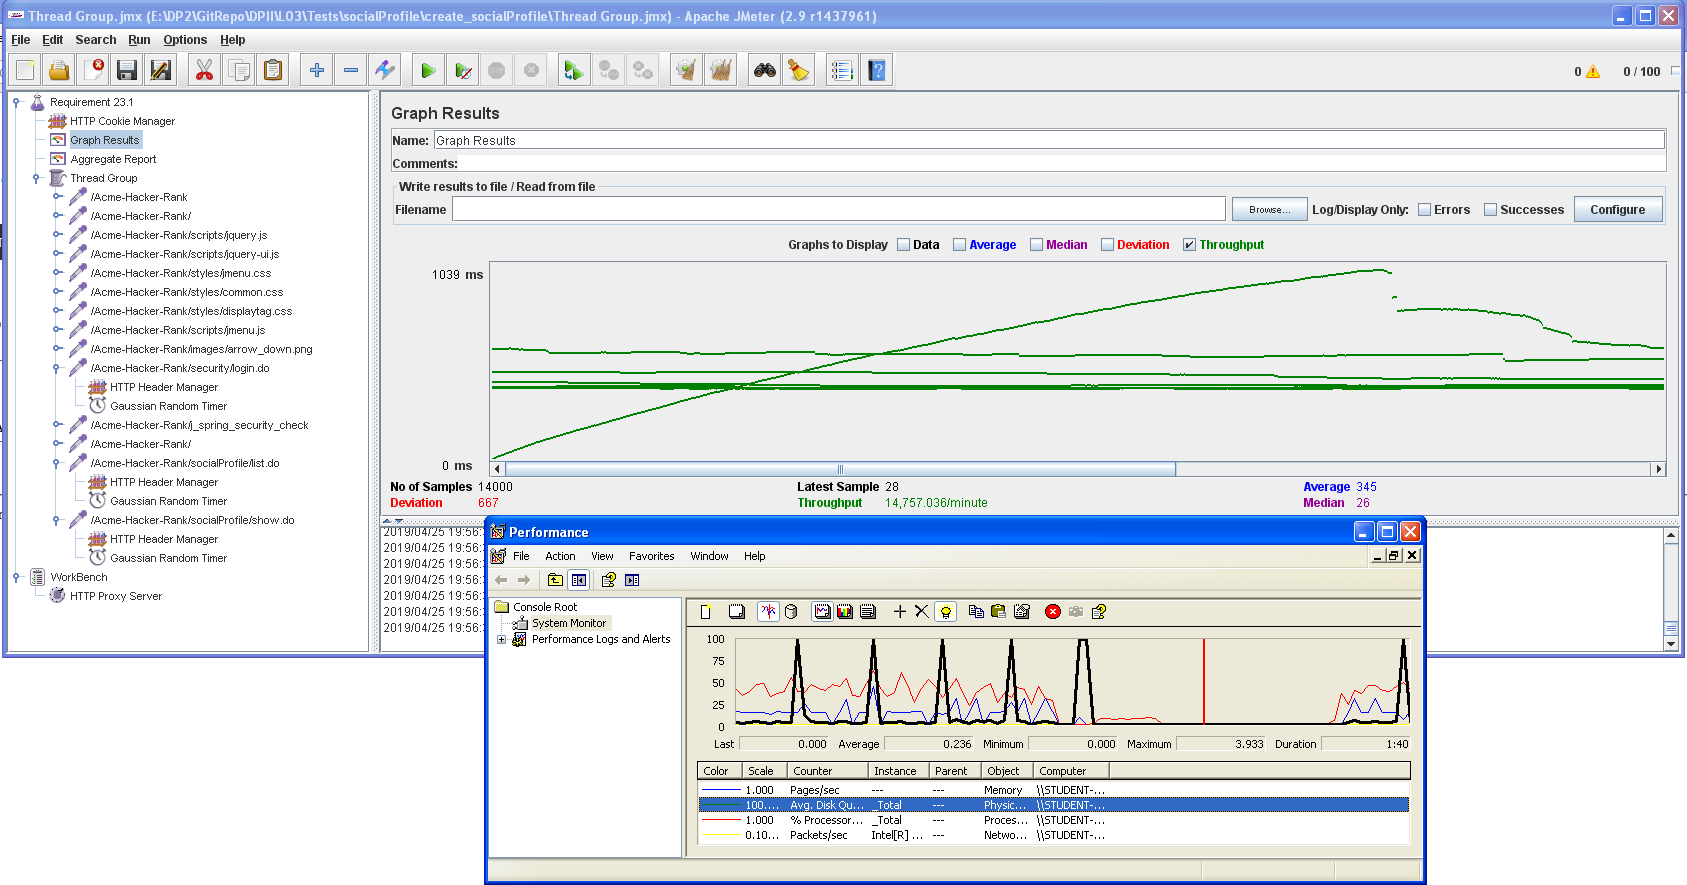 Thread Group.jmx (E:\DP2\GitRepo\DPII\LO3\Tests\socialProfile\create_socialProfile\Thread Group.jmx) - Apache JMeter (2.9 r1437961)
File Edit Search Run Options Help
0 0 / 100
Requirement 23.1
HTTP Cookie Manager
Graph Results
Aggregate Report
Thread Group
/Acme-Hacker-Rank
/Acme-Hacker-Rank/
/Acme-Hacker-Rank/scripts/jquery.js
/Acme-Hacker-Rank/scripts/jquery-ui.js
/Acme-Hacker-Rank/styles/jmenu.css
/Acme-Hacker-Rank/styles/common.css
/Acme-Hacker-Rank/styles/displaytag.css
/Acme-Hacker-Rank/scripts/jmenu.js
/Acme-Hacker-Rank/images/arrow_down.png
/Acme-Hacker-Rank/security/login.do
HTTP Header Manager
Gaussian Random Timer
/Acme-Hacker-Rank/j_spring_security_check
/Acme-Hacker-Rank/
/Acme-Hacker-Rank/socialProfile/list.do
HTTP Header Manager
Gaussian Random Timer
/Acme-Hacker-Rank/socialProfile/show.do
HTTP Header Manager
Gaussian Random Timer
WorkBench
HTTP Proxy Server
Graph Results
Name: Graph Results
Comments:
Write results to file / Read from file
Filename Browse... Log/Display Only: Errors Successes Configure
Graphs to Display Data Average Median Deviation Throughput
1039 ms
0 ms
No of Samples 14000 Latest Sample 28 Average 345
Deviation 667 Throughput 14,757.036/minute Median 26
2019/04/25 19:56:
2019/04/25 19:56:
2019/04/25 19:56:
2019/04/25 19:56:
2019/04/25 19:56:
2019/04/25 19:56:
2019/04/25 19:56:
Performance
File Action View Favorites Window Help
Console Root
System Monitor
Performance Logs and Alerts
100
75
50
25
0
Last 0.000 Average 0.236 Minimum 0.000 Maximum 3.933 Duration 1:40
Color Scale Counter Instance Parent Object Computer
1.000 Pages/sec --- --- Memory \\STUDENT-...
100.... Avg. Disk Qu... _Total --- Physic... \\STUDENT-...
1.000 % Processor... _Total --- Proces... \\STUDENT-...
0.10... Packets/sec Intel[R] ... --- Netwo... \\STUDENT-...